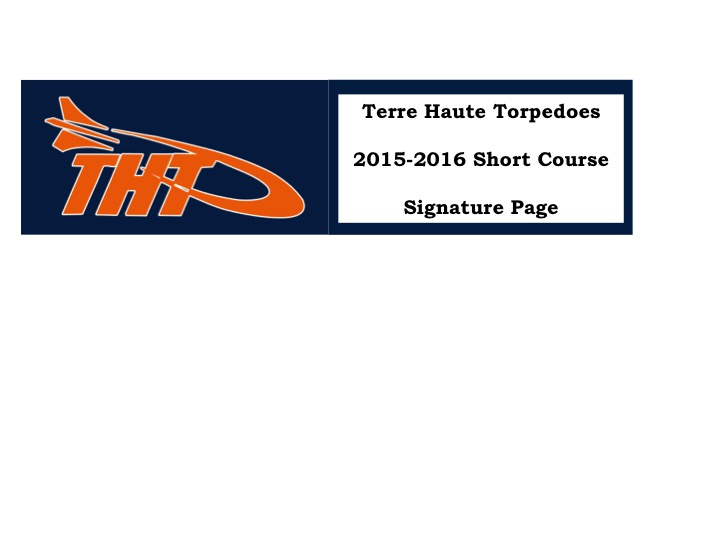 THT
Terre Haute Torpedoes
2015-2016 Short Course
Signature Page